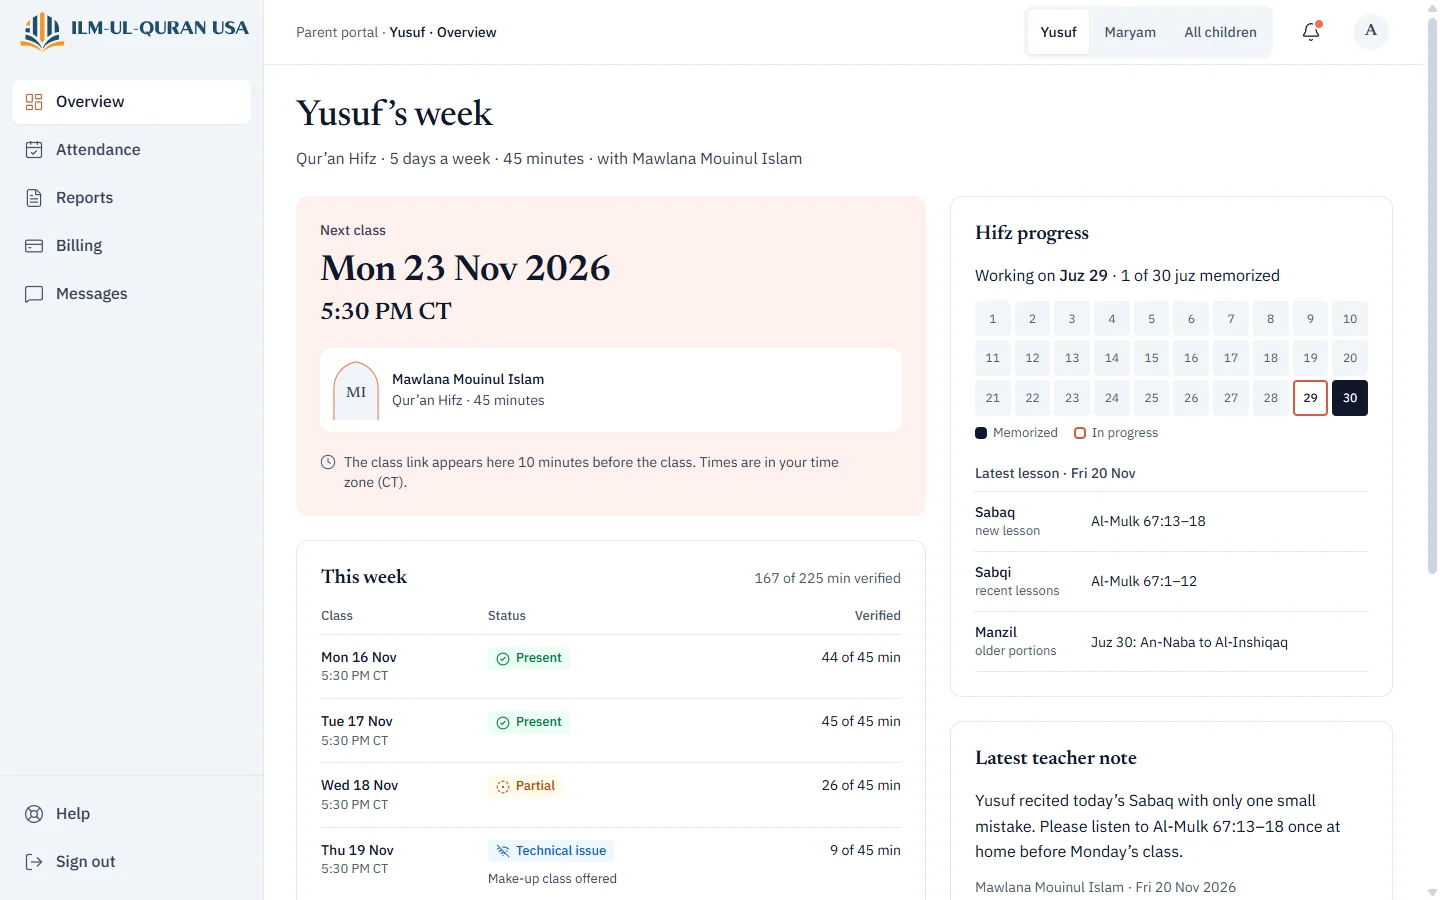 ILM-UL-QURAN USA
Overview
Attendance
Reports
Billing
Messages
Help
Sign out
Parent portal · Yusuf · Overview
Yusuf
Maryam
All children
A
Yusuf’s week
Qur’an Hifz · 5 days a week · 45 minutes · with Mawlana Mouinul Islam
Next class
Mon 23 Nov 2026
5:30 PM CT
MI
Mawlana Mouinul Islam
Qur’an Hifz · 45 minutes
The class link appears here 10 minutes before the class. Times are in your time
zone (CT).
This week
167 of 225 min verified
Class Status Verified
Mon 16 Nov Present 44 of 45 min
5:30 PM CT
Tue 17 Nov Present 45 of 45 min
5:30 PM CT
Wed 18 Nov Partial 26 of 45 min
5:30 PM CT
Thu 19 Nov Technical issue 9 of 45 min
5:30 PM CT
Make-up class offered
Hifz progress
Working on Juz 29 · 1 of 30 juz memorized
1 2 3 4 5 6 7 8 9 10
11 12 13 14 15 16 17 18 19 20
21 22 23 24 25 26 27 28 29 30
Memorized In progress
Latest lesson · Fri 20 Nov
Sabaq
new lesson
Al-Mulk 67:13–18
Sabqi
recent lessons
Al-Mulk 67:1–12
Manzil
older portions
Juz 30: An-Naba to Al-Inshiqaq
Latest teacher note
Yusuf recited today’s Sabaq with only one small
mistake. Please listen to Al-Mulk 67:13–18 once at
home before Monday’s class.
Mawlana Mouinul Islam · Fri 20 Nov 2026